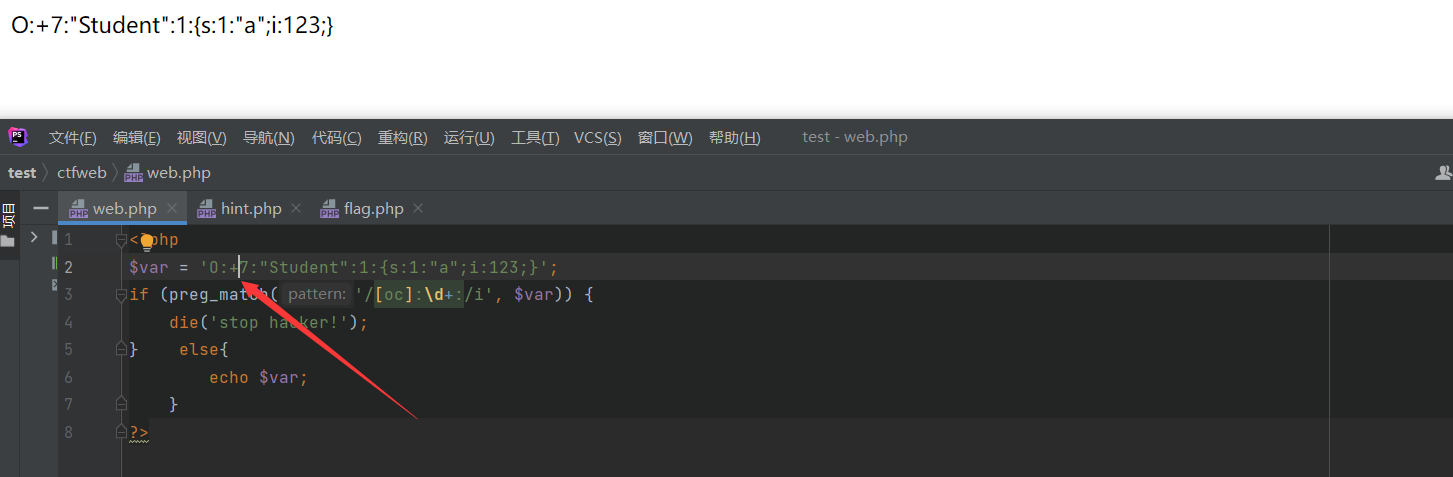 O:+7:"Student":1:{s:1:"a";i:123;}
PS 文件(F) 编辑(E) 视图(V) 导航(N) 代码(C) 重构(R) 运行(U) 工具(T) VCS(S) 窗口(W) 帮助(H) test - web.php
test ctfweb web.php
项目 web.php hint.php flag.php
1 <?php
2 $var = 'O:+7:"Student":1:{s:1:"a";i:123;}';
3 if (preg_match( pattern: '/[oc]:\d+:/i', $var)) {
4 die('stop hacker!');
5 } else{
6 echo $var;
7 }
8 ?>